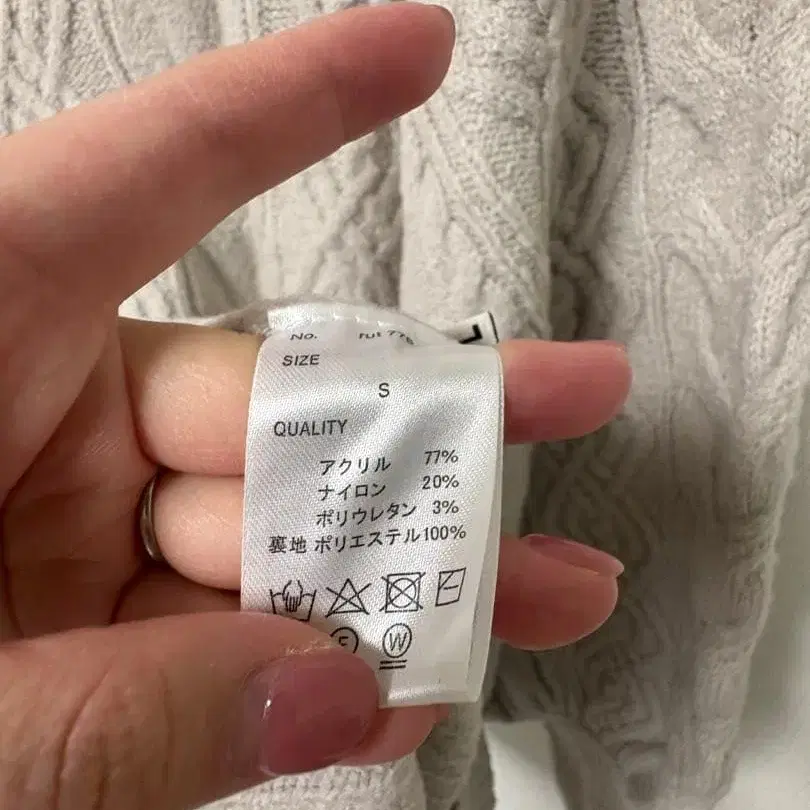 No.
SIZE
S
QUALITY
アクリル 77%
ナイロン 20%
ポリウレタン 3%
裏地 ポリエステル100%
F
W